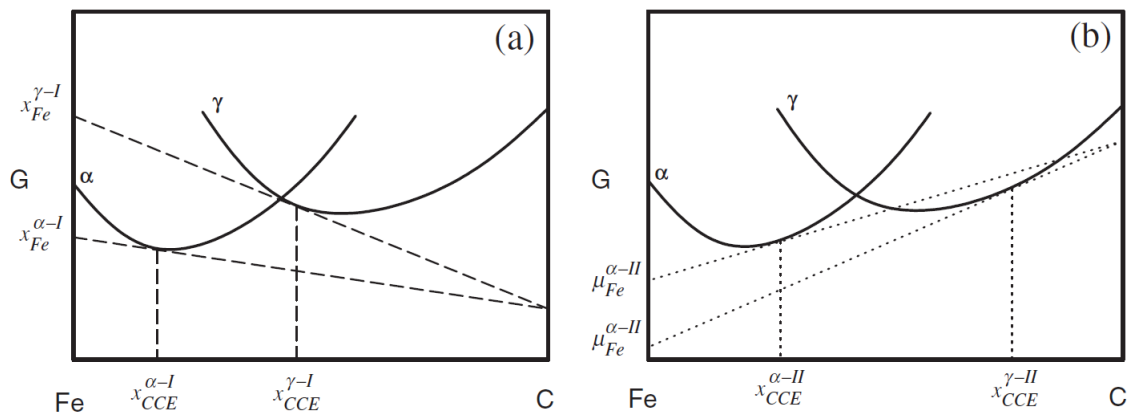 (a)
x_{Fe}^{γ-I}
γ
G
α
x_{Fe}^{α-I}
Fe
x_{CCE}^{α-I}
x_{CCE}^{γ-I}
C
(b)
γ
G
α
μ_{Fe}^{α-II}
μ_{Fe}^{α-II}
Fe
x_{CCE}^{α-II}
x_{CCE}^{γ-II}
C